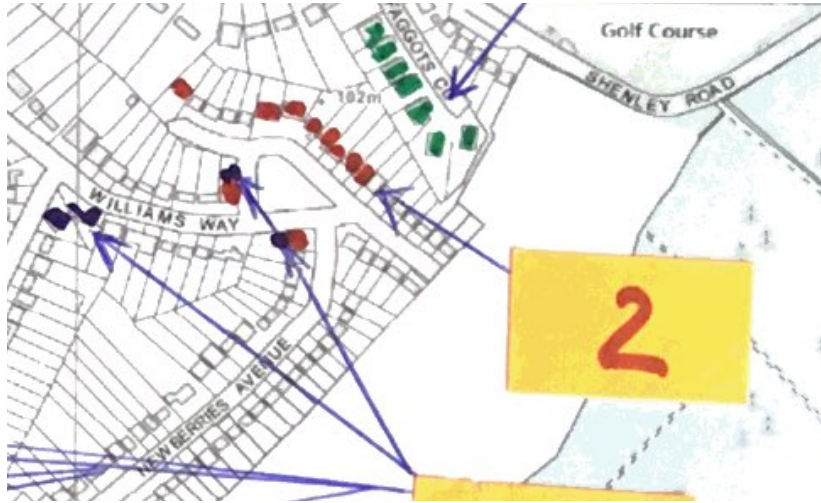 Golf Course
AGGOTS C
SHENLEY ROAD
102m
WILLIAMS WAY
2
NEWBERRIES AVENUE